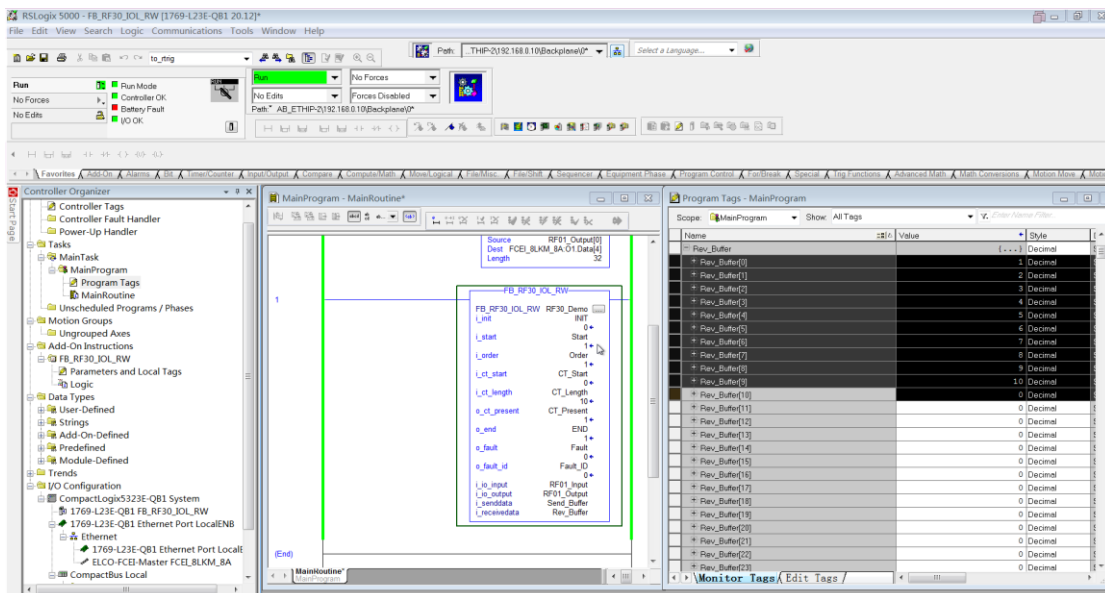 RSLogix 5000 - FB_RF30_IOL_RW [1769-L23E-QB1 20.12]*
File Edit View Search Logic Communications Tools Window Help
to_rtrig
Path: ...THIP-2\192.168.0.10\Backplane\0*
Select a Language...
Run
No Forces
No Edits
Run Mode
Controller OK
Battery Fault
I/O OK
Run
No Forces
No Edits
Forces Disabled
Path: AB_ETHIP-2\192.168.0.10\Backplane\0*
Favorites Add-On Alarms Bit Timer/Counter Input/Output Compare Compute/Math Move/Logical File/Misc. File/Shift Sequencer Equipment Phase Program Control For/Break Special Trig Functions Advanced Math Math Conversions Motion Move
Start Page
Controller Organizer
Controller Tags
Controller Fault Handler
Power-Up Handler
Tasks
MainTask
MainProgram
Program Tags
MainRoutine
Unscheduled Programs / Phases
Motion Groups
Ungrouped Axes
Add-On Instructions
FB_RF30_IOL_RW
Parameters and Local Tags
Logic
Data Types
User-Defined
Strings
Add-On-Defined
Predefined
Module-Defined
Trends
I/O Configuration
CompactLogix5323E-QB1 System
1769-L23E-QB1 FB_RF30_IOL_RW
1769-L23E-QB1 Ethernet Port LocalENB
Ethernet
1769-L23E-QB1 Ethernet Port LocalE
ELCO-FCEI-Master FCEI_8LKM_8A
CompactBus Local
MainProgram - MainRoutine*
Source RF01_Output[0]
Dest FCEI_8LKM_8A:O1.Data[4]
Length 32
1
FB_RF30_IOL_RW
FB_RF30_IOL_RW RF30_Demo ...
i_init INIT
0
i_start Start
1
i_order Order
1
i_ct_start CT_Start
0
i_ct_length CT_Length
10
o_ct_present CT_Present
1
o_end END
1
o_fault Fault
0
o_fault_id Fault_ID
0
i_io_input RF01_Input
i_io_output RF01_Output
i_senddata Send_Buffer
i_receivedata Rev_Buffer
(End)
MainRoutine*
MainProgram
Program Tags - MainProgram
Scope: MainProgram Show: All Tags Enter Name Filter...
Name Value Style
Rev_Buffer {...} Decimal
Rev_Buffer[0] 1 Decimal
Rev_Buffer[1] 2 Decimal
Rev_Buffer[2] 3 Decimal
Rev_Buffer[3] 4 Decimal
Rev_Buffer[4] 5 Decimal
Rev_Buffer[5] 6 Decimal
Rev_Buffer[6] 7 Decimal
Rev_Buffer[7] 8 Decimal
Rev_Buffer[8] 9 Decimal
Rev_Buffer[9] 10 Decimal
Rev_Buffer[10] 0 Decimal
Rev_Buffer[11] 0 Decimal
Rev_Buffer[12] 0 Decimal
Rev_Buffer[13] 0 Decimal
Rev_Buffer[14] 0 Decimal
Rev_Buffer[15] 0 Decimal
Rev_Buffer[16] 0 Decimal
Rev_Buffer[17] 0 Decimal
Rev_Buffer[18] 0 Decimal
Rev_Buffer[19] 0 Decimal
Rev_Buffer[20] 0 Decimal
Rev_Buffer[21] 0 Decimal
Rev_Buffer[22] 0 Decimal
Rev_Buffer[23] 0 Decimal
Monitor Tags Edit Tags